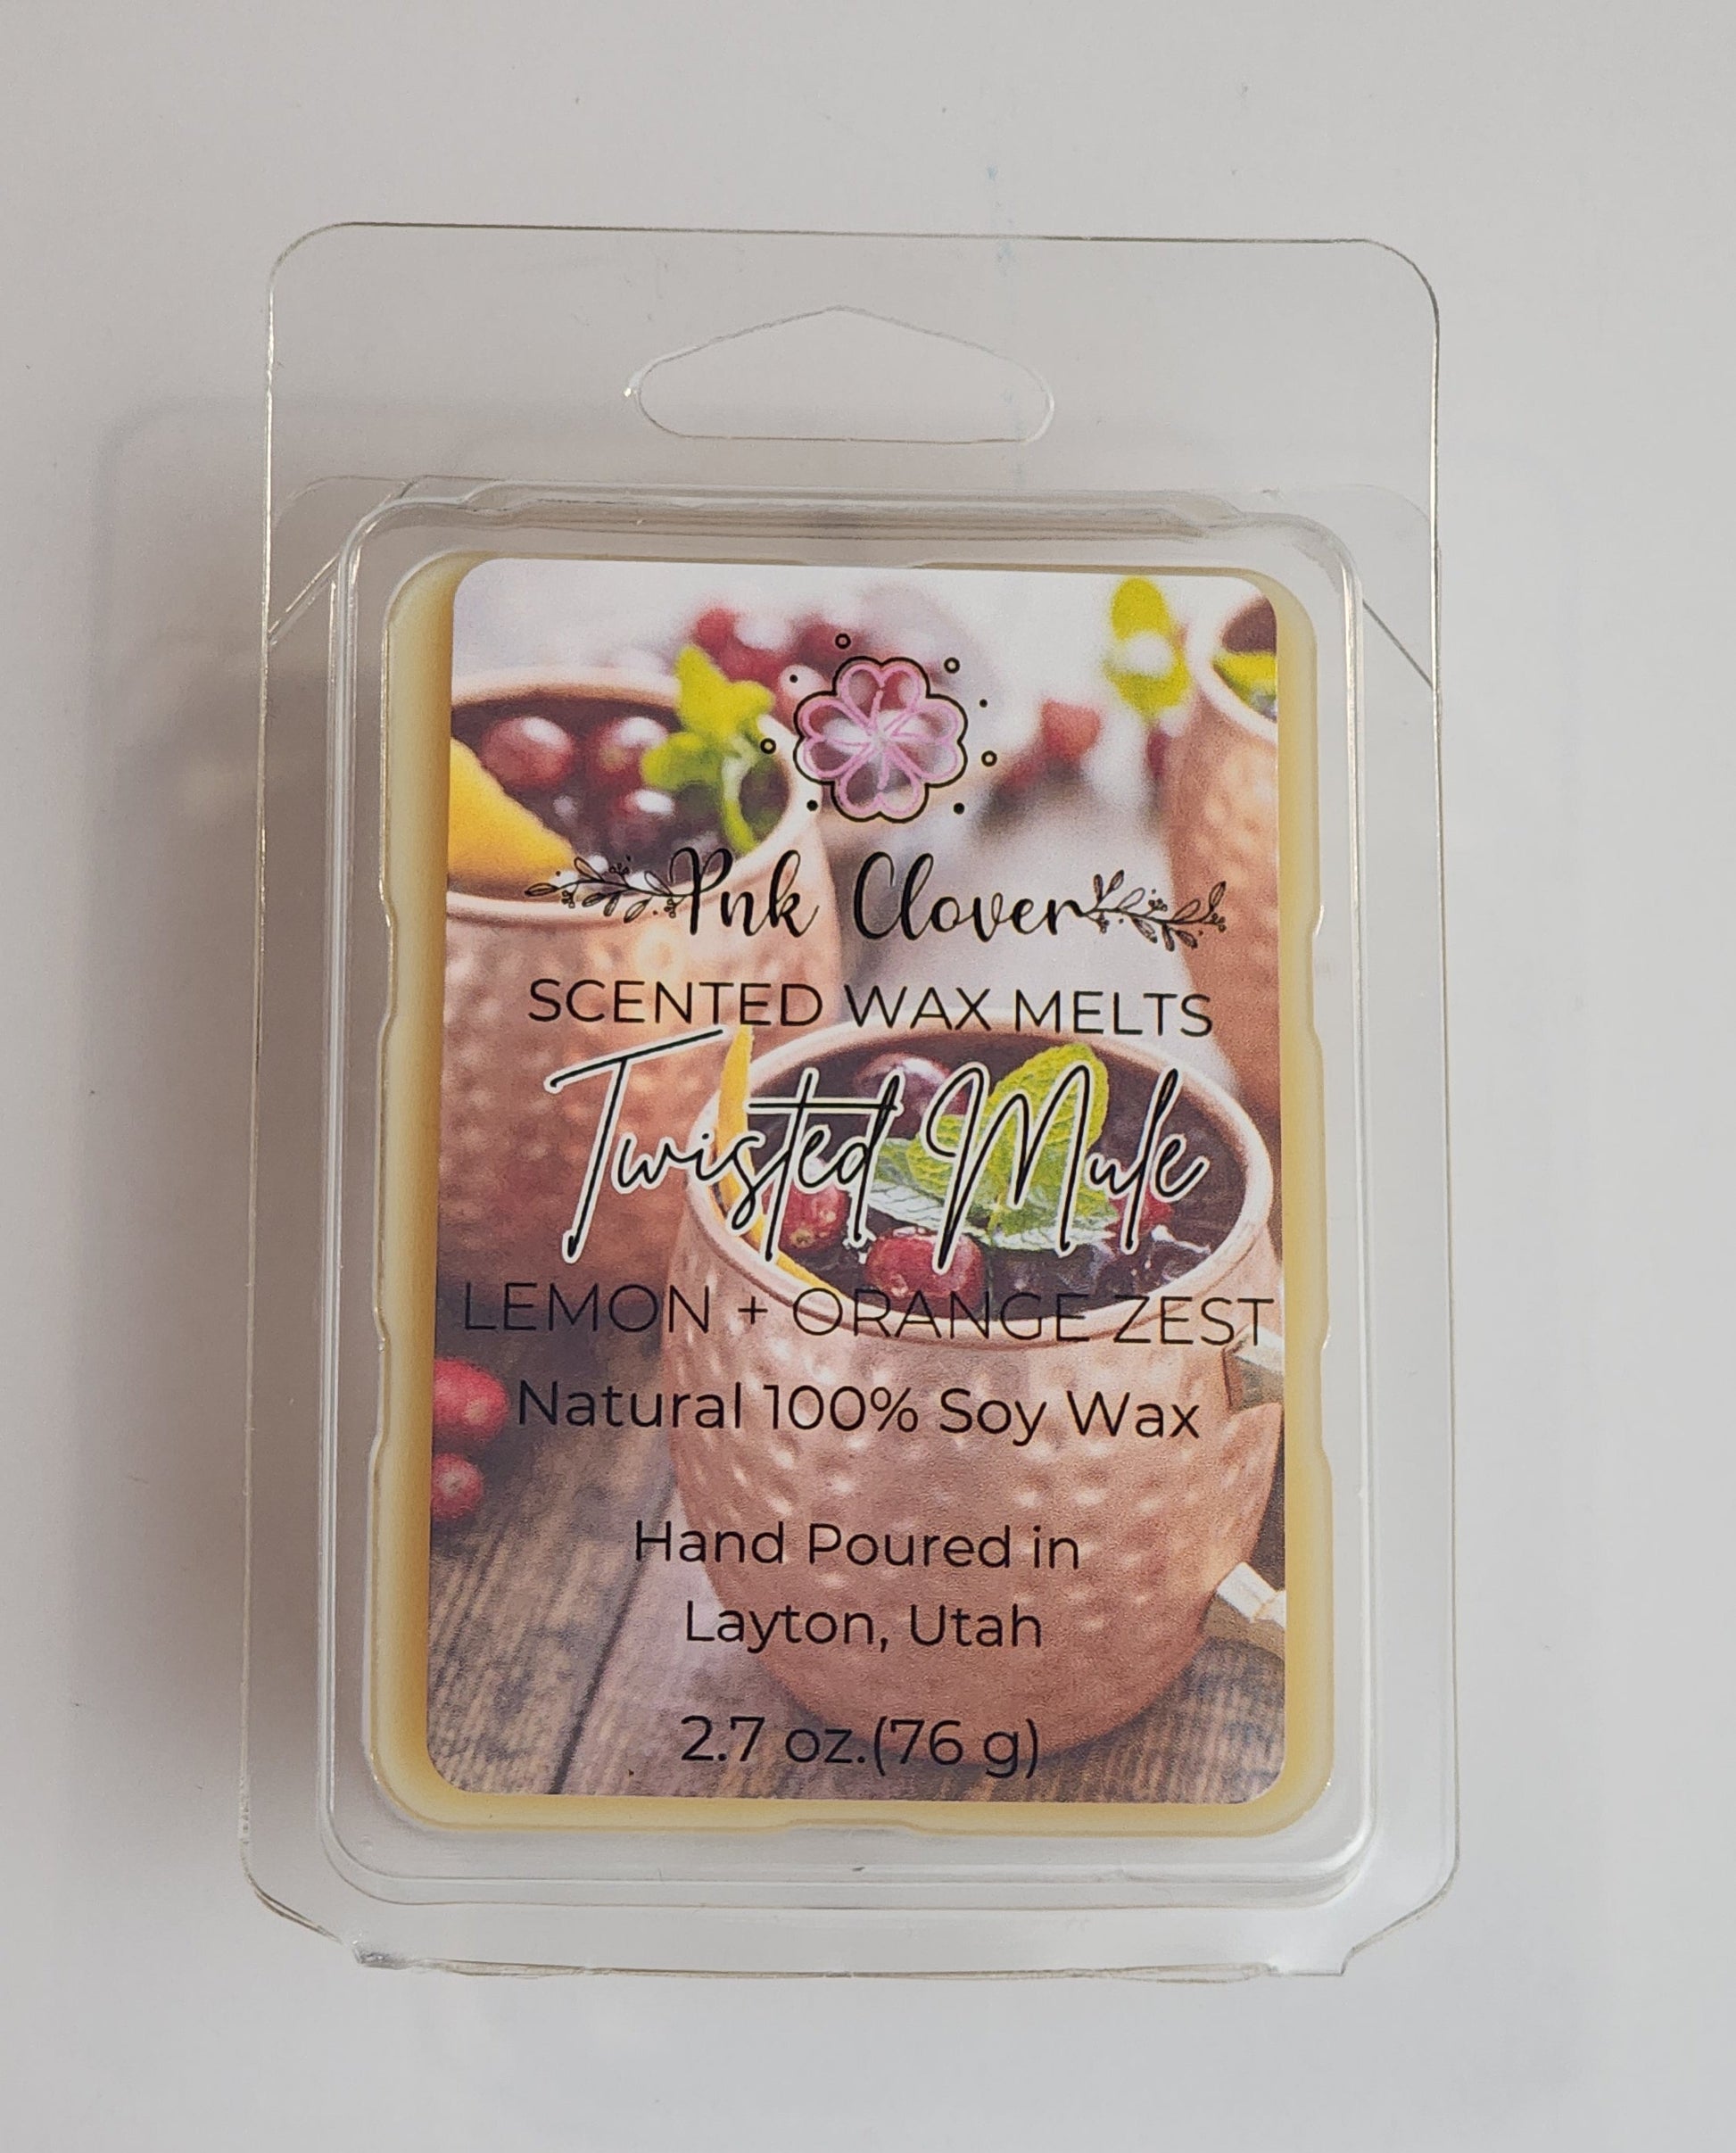 Pnk Clover
SCENTED WAX MELTS
Twisted Mule
LEMON + ORANGE ZEST
Natural 100% Soy Wax
Hand Poured in
Layton, Utah
2.7 oz.(76 g)